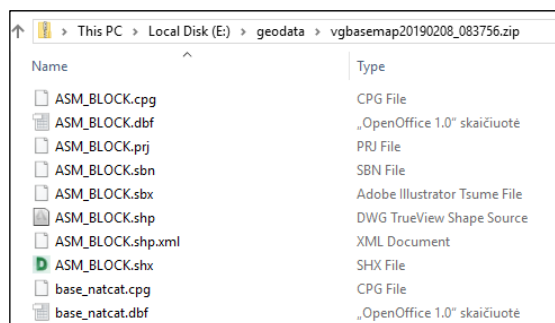 This PC > Local Disk (E:) > geodata > vgbasemap20190208_083756.zip
Name Type
ASM_BLOCK.cpg CPG File
ASM_BLOCK.dbf „OpenOffice 1.0“ skaičiuotė
ASM_BLOCK.prj PRJ File
ASM_BLOCK.sbn SBN File
ASM_BLOCK.sbx Adobe Illustrator Tsume File
ASM_BLOCK.shp DWG TrueView Shape Source
ASM_BLOCK.shp.xml XML Document
ASM_BLOCK.shx SHX File
base_natcat.cpg CPG File
base_natcat.dbf „OpenOffice 1.0“ skaičiuotė